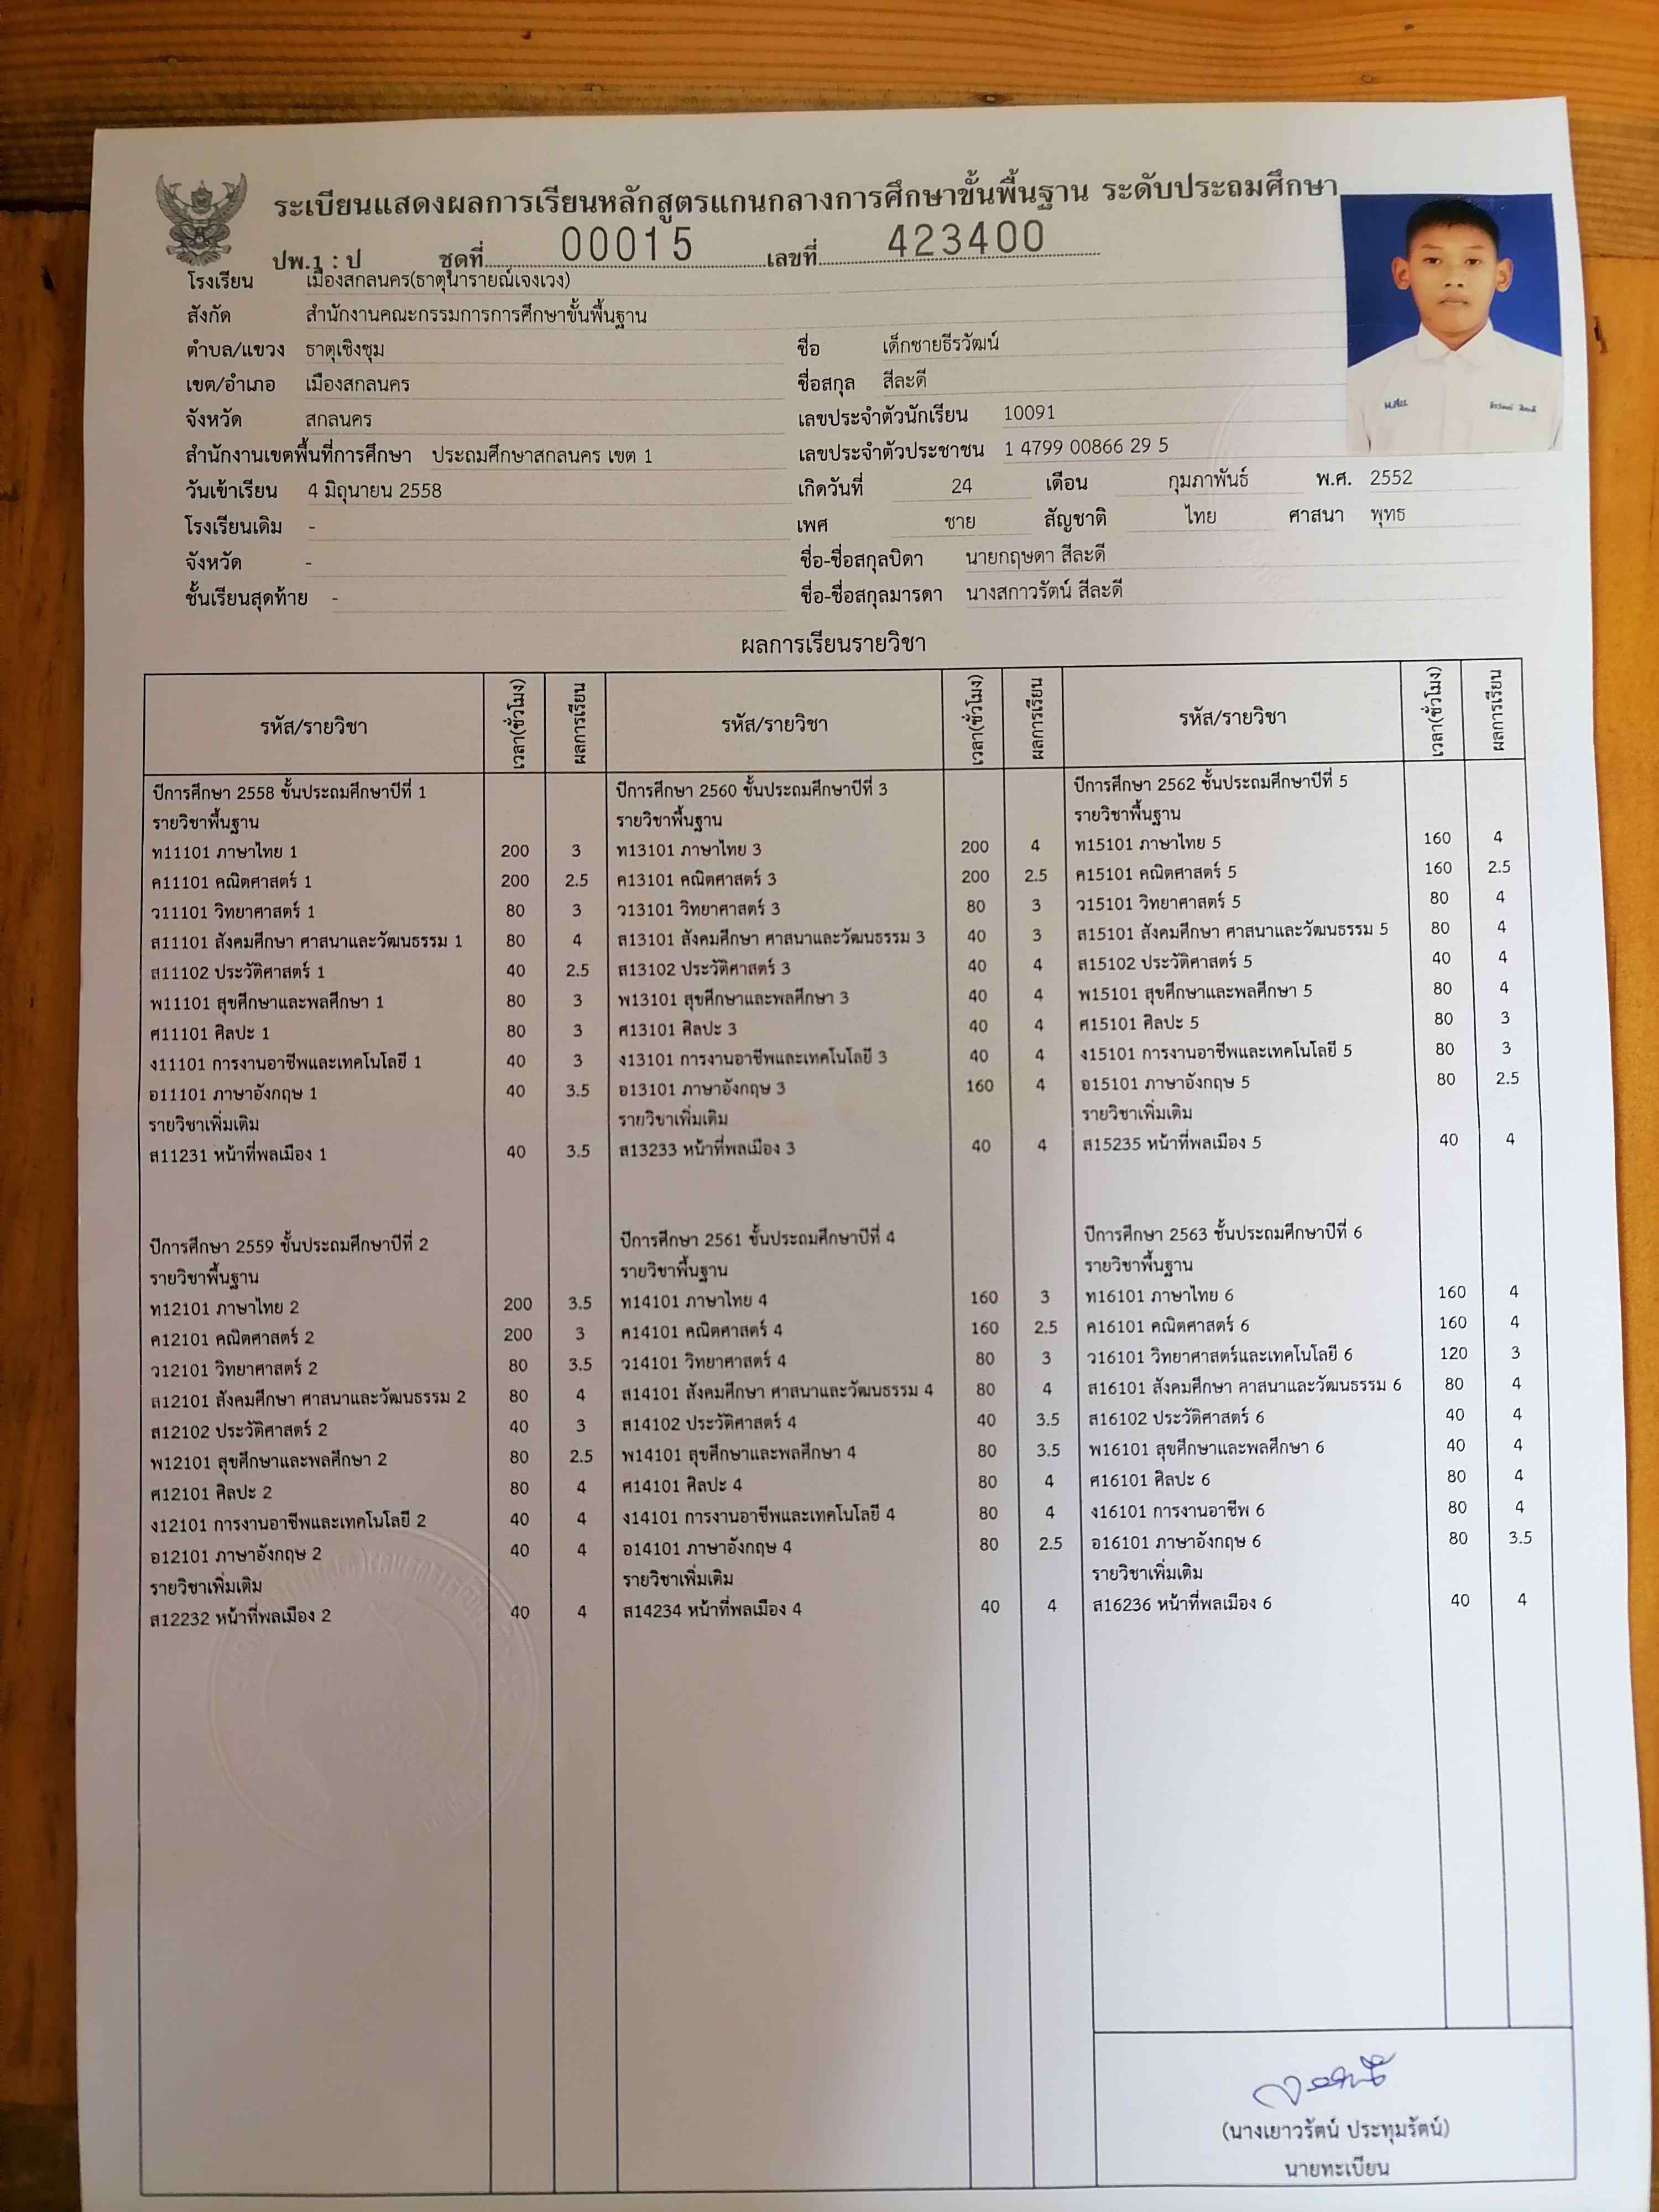 ระเบียนแสดงผลการเรียนหลักสูตรแกนกลางการศึกษาขั้นพื้นฐาน ระดับประถมศึกษา
ปพ.1 : ป ชุดที่ 00015 เลขที่ 423400
โรงเรียน เมืองสกลนคร(ธาตุนารายณ์เจงเวง)
สังกัด สำนักงานคณะกรรมการการศึกษาขั้นพื้นฐาน
ตำบล/แขวง ธาตุเชิงชุม
เขต/อำเภอ เมืองสกลนคร
จังหวัด สกลนคร
สำนักงานเขตพื้นที่การศึกษา ประถมศึกษาสกลนคร เขต 1
วันเข้าเรียน 4 มิถุนายน 2558
โรงเรียนเดิม -
จังหวัด -
ชั้นเรียนสุดท้าย -
ชื่อ เด็กชายธีรวัฒน์
ชื่อสกุล สีละดี
เลขประจำตัวนักเรียน 10091
เลขประจำตัวประชาชน 1 4799 00866 29 5
เกิดวันที่ 24 เดือน กุมภาพันธ์ พ.ศ. 2552
เพศ ชาย สัญชาติ ไทย ศาสนา พุทธ
ชื่อ-ชื่อสกุลบิดา นายกฤษดา สีละดี
ชื่อ-ชื่อสกุลมารดา นางสกาวรัตน์ สีละดี
ผลการเรียนรายวิชา
รหัส/รายวิชา เวลา(ชั่วโมง) ผลการเรียน
ปีการศึกษา 2558 ชั้นประถมศึกษาปีที่ 1
รายวิชาพื้นฐาน
ท11101 ภาษาไทย 1 200 3
ค11101 คณิตศาสตร์ 1 200 2.5
ว11101 วิทยาศาสตร์ 1 80 3
ส11101 สังคมศึกษา ศาสนาและวัฒนธรรม 1 80 4
ส11102 ประวัติศาสตร์ 1 40 2.5
พ11101 สุขศึกษาและพลศึกษา 1 80 3
ศ11101 ศิลปะ 1 80 3
ง11101 การงานอาชีพและเทคโนโลยี 1 40 3
อ11101 ภาษาอังกฤษ 1 40 3.5
รายวิชาเพิ่มเติม
ส11231 หน้าที่พลเมือง 1 40 3.5
ปีการศึกษา 2559 ชั้นประถมศึกษาปีที่ 2
รายวิชาพื้นฐาน
ท12101 ภาษาไทย 2 200 3.5
ค12101 คณิตศาสตร์ 2 200 3
ว12101 วิทยาศาสตร์ 2 80 3.5
ส12101 สังคมศึกษา ศาสนาและวัฒนธรรม 2 80 4
ส12102 ประวัติศาสตร์ 2 40 3
พ12101 สุขศึกษาและพลศึกษา 2 80 2.5
ศ12101 ศิลปะ 2 80 4
ง12101 การงานอาชีพและเทคโนโลยี 2 40 4
อ12101 ภาษาอังกฤษ 2 40 4
รายวิชาเพิ่มเติม
ส12232 หน้าที่พลเมือง 2 40 4
รหัส/รายวิชา เวลา(ชั่วโมง) ผลการเรียน
ปีการศึกษา 2560 ชั้นประถมศึกษาปีที่ 3
รายวิชาพื้นฐาน
ท13101 ภาษาไทย 3 200 4
ค13101 คณิตศาสตร์ 3 200 2.5
ว13101 วิทยาศาสตร์ 3 80 3
ส13101 สังคมศึกษา ศาสนาและวัฒนธรรม 3 40 3
ส13102 ประวัติศาสตร์ 3 40 4
พ13101 สุขศึกษาและพลศึกษา 3 40 4
ศ13101 ศิลปะ 3 40 4
ง13101 การงานอาชีพและเทคโนโลยี 3 40 4
อ13101 ภาษาอังกฤษ 3 160 4
รายวิชาเพิ่มเติม
ส13233 หน้าที่พลเมือง 3 40 4
ปีการศึกษา 2561 ชั้นประถมศึกษาปีที่ 4
รายวิชาพื้นฐาน
ท14101 ภาษาไทย 4 160 3
ค14101 คณิตศาสตร์ 4 160 2.5
ว14101 วิทยาศาสตร์ 4 80 3
ส14101 สังคมศึกษา ศาสนาและวัฒนธรรม 4 80 4
ส14102 ประวัติศาสตร์ 4 40 3.5
พ14101 สุขศึกษาและพลศึกษา 4 80 3.5
ศ14101 ศิลปะ 4 80 4
ง14101 การงานอาชีพและเทคโนโลยี 4 80 4
อ14101 ภาษาอังกฤษ 4 80 2.5
รายวิชาเพิ่มเติม
ส14234 หน้าที่พลเมือง 4 40 4
รหัส/รายวิชา เวลา(ชั่วโมง) ผลการเรียน
ปีการศึกษา 2562 ชั้นประถมศึกษาปีที่ 5
รายวิชาพื้นฐาน
ท15101 ภาษาไทย 5 160 4
ค15101 คณิตศาสตร์ 5 160 2.5
ว15101 วิทยาศาสตร์ 5 80 4
ส15101 สังคมศึกษา ศาสนาและวัฒนธรรม 5 80 4
ส15102 ประวัติศาสตร์ 5 40 4
พ15101 สุขศึกษาและพลศึกษา 5 80 4
ศ15101 ศิลปะ 5 80 3
ง15101 การงานอาชีพและเทคโนโลยี 5 80 3
อ15101 ภาษาอังกฤษ 5 80 2.5
รายวิชาเพิ่มเติม
ส15235 หน้าที่พลเมือง 5 40 4
ปีการศึกษา 2563 ชั้นประถมศึกษาปีที่ 6
รายวิชาพื้นฐาน
ท16101 ภาษาไทย 6 160 4
ค16101 คณิตศาสตร์ 6 160 4
ว16101 วิทยาศาสตร์และเทคโนโลยี 6 120 3
ส16101 สังคมศึกษา ศาสนาและวัฒนธรรม 6 80 4
ส16102 ประวัติศาสตร์ 6 40 4
พ16101 สุขศึกษาและพลศึกษา 6 40 4
ศ16101 ศิลปะ 6 80 4
ง16101 การงานอาชีพ 6 80 4
อ16101 ภาษาอังกฤษ 6 80 3.5
รายวิชาเพิ่มเติม
ส16236 หน้าที่พลเมือง 6 40 4
(นางเยาวรัตน์ ประทุมรัตน์)
นายทะเบียน